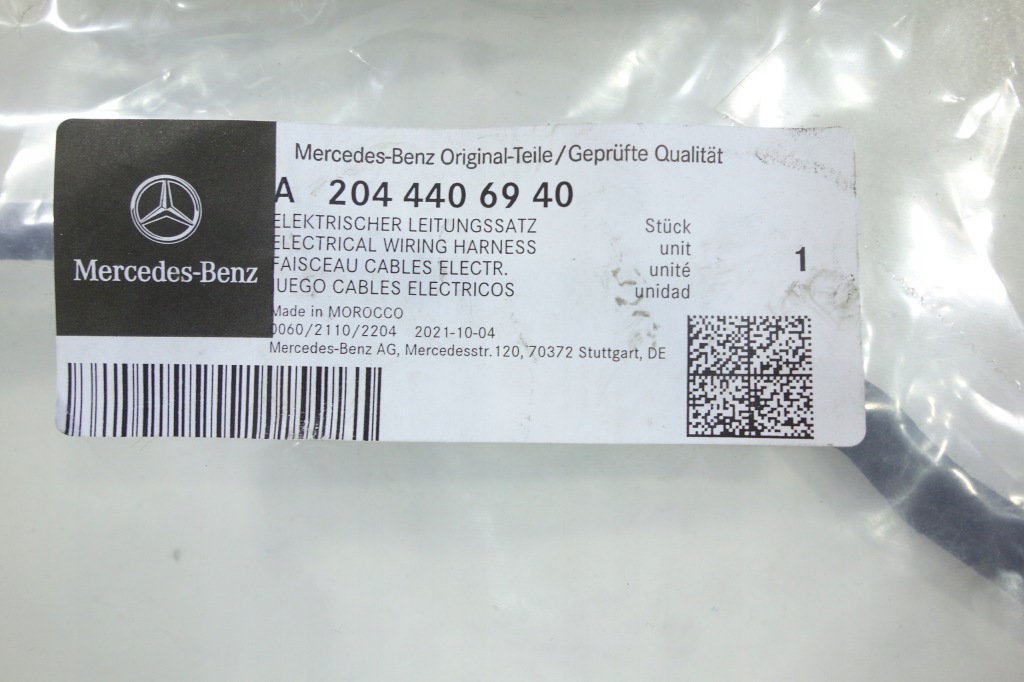 Mercedes-Benz
Mercedes-Benz Original-Teile/Geprüfte Qualität
A 204 440 69 40
ELEKTRISCHER LEITUNGSSATZ Stück
ELECTRICAL WIRING HARNESS unit 1
FAISCEAU CABLES ELECTR. unité
JUEGO CABLES ELECTRICOS unidad
Made in MOROCCO
0060/2110/2204 2021-10-04
Mercedes-Benz AG, Mercedesstr.120, 70372 Stuttgart, DE